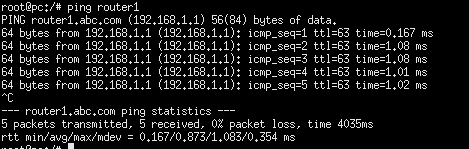 root@pc:/# ping router1
PING router1.abc.com (192.168.1.1) 56(84) bytes of data.
64 bytes from 192.168.1.1 (192.168.1.1): icmp_seq=1 ttl=63 time=0.167 ms
64 bytes from 192.168.1.1 (192.168.1.1): icmp_seq=2 ttl=63 time=1.08 ms
64 bytes from 192.168.1.1 (192.168.1.1): icmp_seq=3 ttl=63 time=1.08 ms
64 bytes from 192.168.1.1 (192.168.1.1): icmp_seq=4 ttl=63 time=1.01 ms
64 bytes from 192.168.1.1 (192.168.1.1): icmp_seq=5 ttl=63 time=1.02 ms
^C
--- router1.abc.com ping statistics ---
5 packets transmitted, 5 received, 0% packet loss, time 4035ms
rtt min/avg/max/mdev = 0.167/0.873/1.083/0.354 ms
root@pc:/#